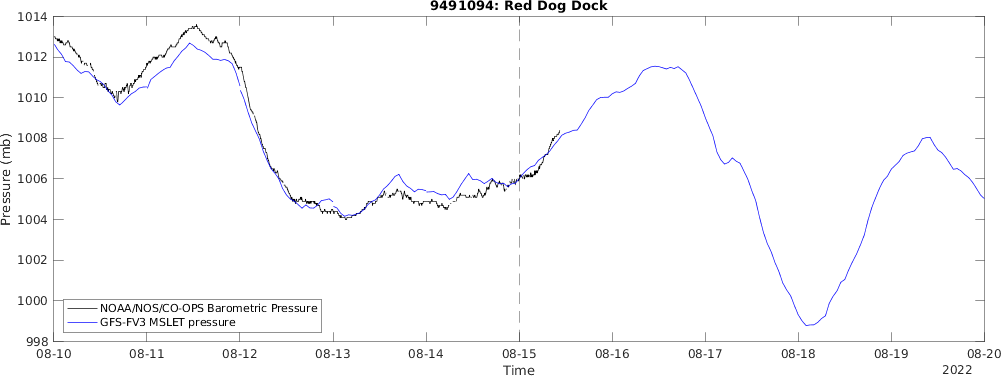 9491094: Red Dog Dock
1014
1012
1010
1008
1006
1004
1002
1000
998
Pressure (mb)
NOAA/NOS/CO-OPS Barometric Pressure
GFS-FV3 MSLET pressure
08-10 08-11 08-12 08-13 08-14 08-15 08-16 08-17 08-18 08-19 08-20
Time
2022